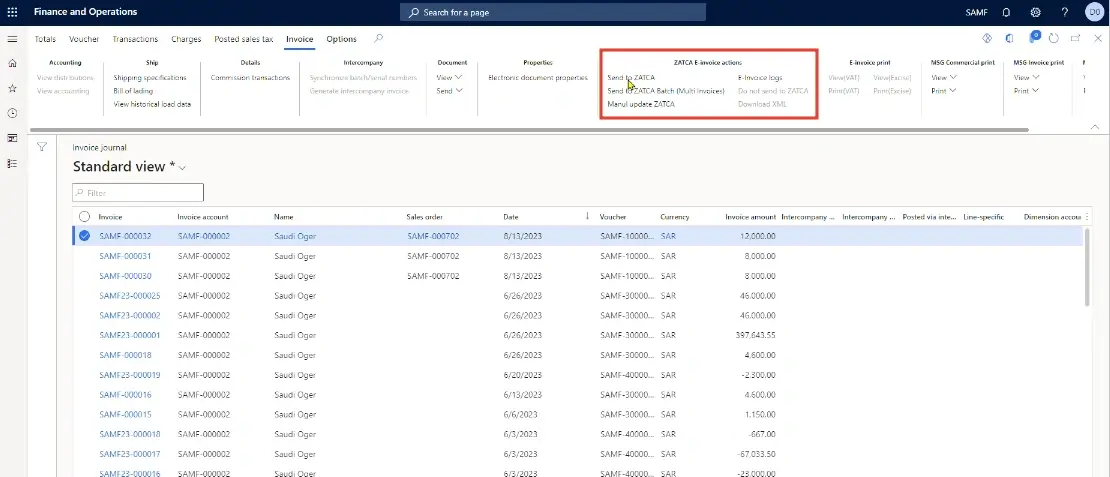 Finance and Operations
Search for a page
SAMF
?
DO
Totals Voucher Transactions Charges Posted sales tax Invoice Options
Accounting Ship Details Intercompany Document Properties ZATCA E-invoice actions E-invoice print MSG Commercial print MSG Invoice print
View distributions Shipping specifications Commission transactions Synchronize batch/serial numbers View Electronic document properties Send to ZATCA E-Invoice logs View(VAT) View(Excise) View View
View accounting Bill of lading Generate intercompany invoice Send Send to ZATCA Batch (Multi Invoices) Do not send to ZATCA Print(VAT) Print(Excise) Print Print
View historical load data Manul update ZATCA Download XML
Invoice journal
Standard view *
Filter
Invoice Invoice account Name Sales order Date Voucher Currency Invoice amount Intercompany ... Intercompany ... Posted via inte... Line-specific Dimension accou
SAMF-000032 SAMF-000002 Saudi Oger SAMF-000702 8/13/2023 SAMF-10000... SAR 12,000.00
SAMF-000031 SAMF-000002 Saudi Oger SAMF-000702 8/13/2023 SAMF-10000... SAR 8,000.00
SAMF-000030 SAMF-000002 Saudi Oger SAMF-000702 8/13/2023 SAMF-10000... SAR 8,000.00
SAMF23-000025 SAMF-000002 Saudi Oger 6/26/2023 SAMF-30000... SAR 46,000.00
SAMF23-000002 SAMF-000002 Saudi Oger 6/26/2023 SAMF-30000... SAR 46,000.00
SAMF23-000001 SAMF-000002 Saudi Oger 6/26/2023 SAMF-30000... SAR 397,643.55
SAMF-000018 SAMF-000002 Saudi Oger 6/26/2023 SAMF-30000... SAR 4,600.00
SAMF23-000019 SAMF-000002 Saudi Oger 6/20/2023 SAMF-40000... SAR -2,300.00
SAMF-000016 SAMF-000002 Saudi Oger 6/13/2023 SAMF-30000... SAR 4,600.00
SAMF-000015 SAMF-000002 Saudi Oger 6/6/2023 SAMF-30000... SAR 1,150.00
SAMF23-000018 SAMF-000002 Saudi Oger 6/3/2023 SAMF-40000... SAR -667.00
SAMF23-000017 SAMF-000002 Saudi Oger 6/3/2023 SAMF-40000... SAR -67,033.50
SAMF23-000016 SAMF-000002 Saudi Oger 6/3/2023 SAMF-40000... SAR -23,000.00